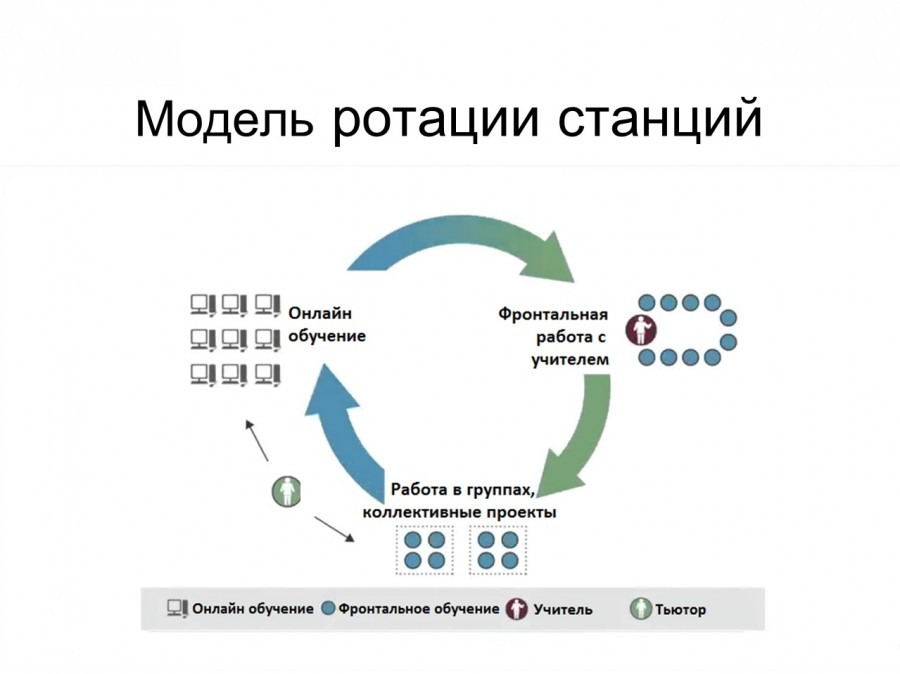 Модель ротации станций
Онлайн
обучение
Фронтальная
работа с
учителем
Работа в группах,
коллективные проекты
Онлайн обучение Фронтальное обучение Учитель Тьютор